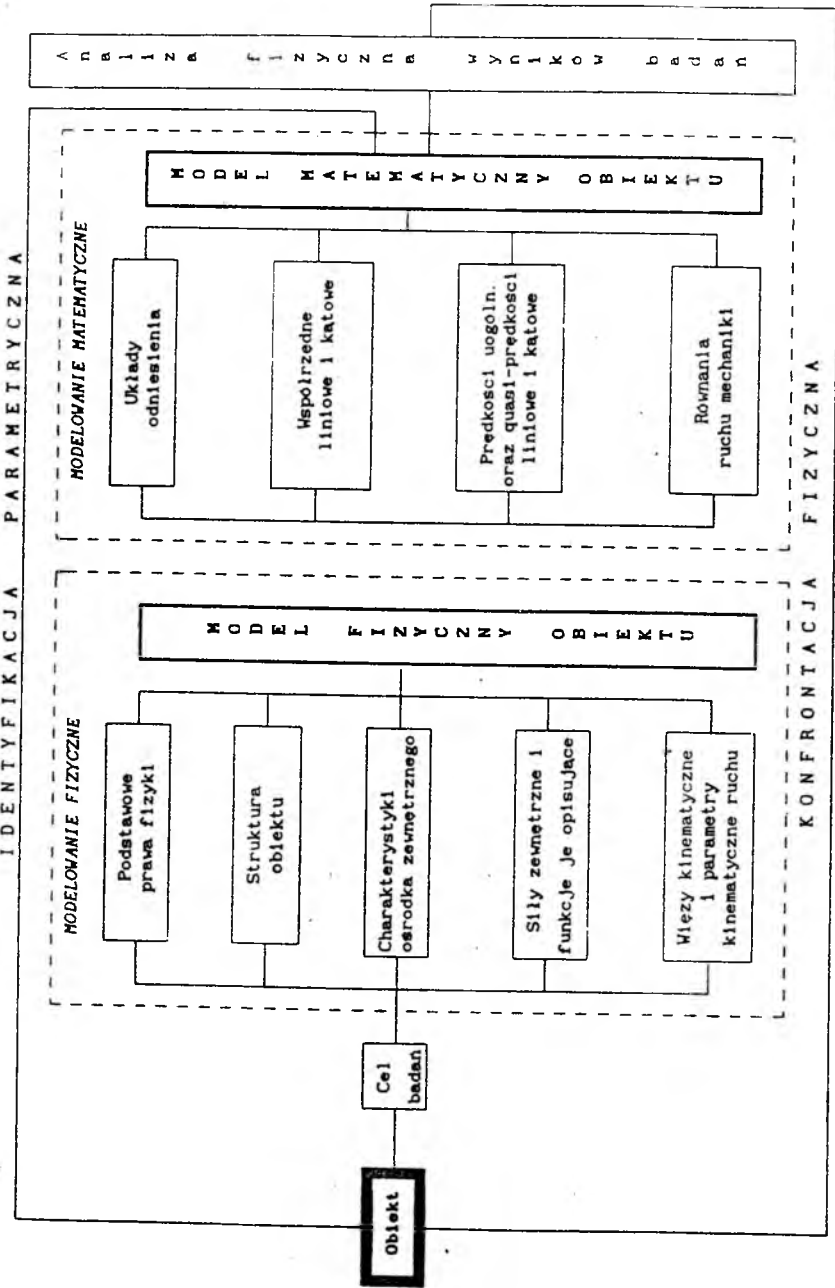 IDENTYFIKACJA PARAMETRYCZNA
Obiekt
Cel
badań
MODELOWANIE FIZYCZNE
Podstawowe
prawa fizyki
Struktura
obiektu
Charakterystyki
ośrodka zewnętrznego
Siły zewnętrzne i
funkcje je opisujące
Więzy kinematyczne
i parametry
kinematyczne ruchu
MODEL FIZYCZNY OBIEKTU
MODELOWANIE MATEMATYCZNE
Układy
odniesienia
Współrzędne
liniowe i kątowe
Prędkości uogóln.
oraz quasi-prędkości
liniowe i kątowe
Równania
ruchu mechaniki
MODEL MATEMATYCZNY OBIEKTU
Analiza fizyczna wyników badań
KONFRONTACJA FIZYCZNA